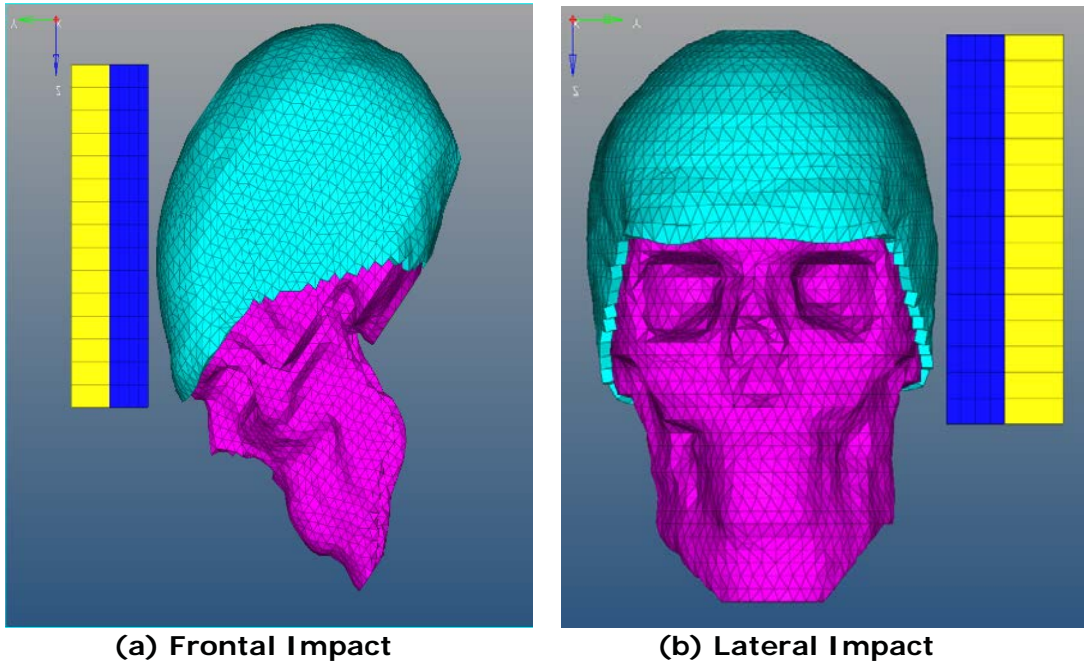 Y X
Z
X Y
Z
(a) Frontal Impact
(b) Lateral Impact